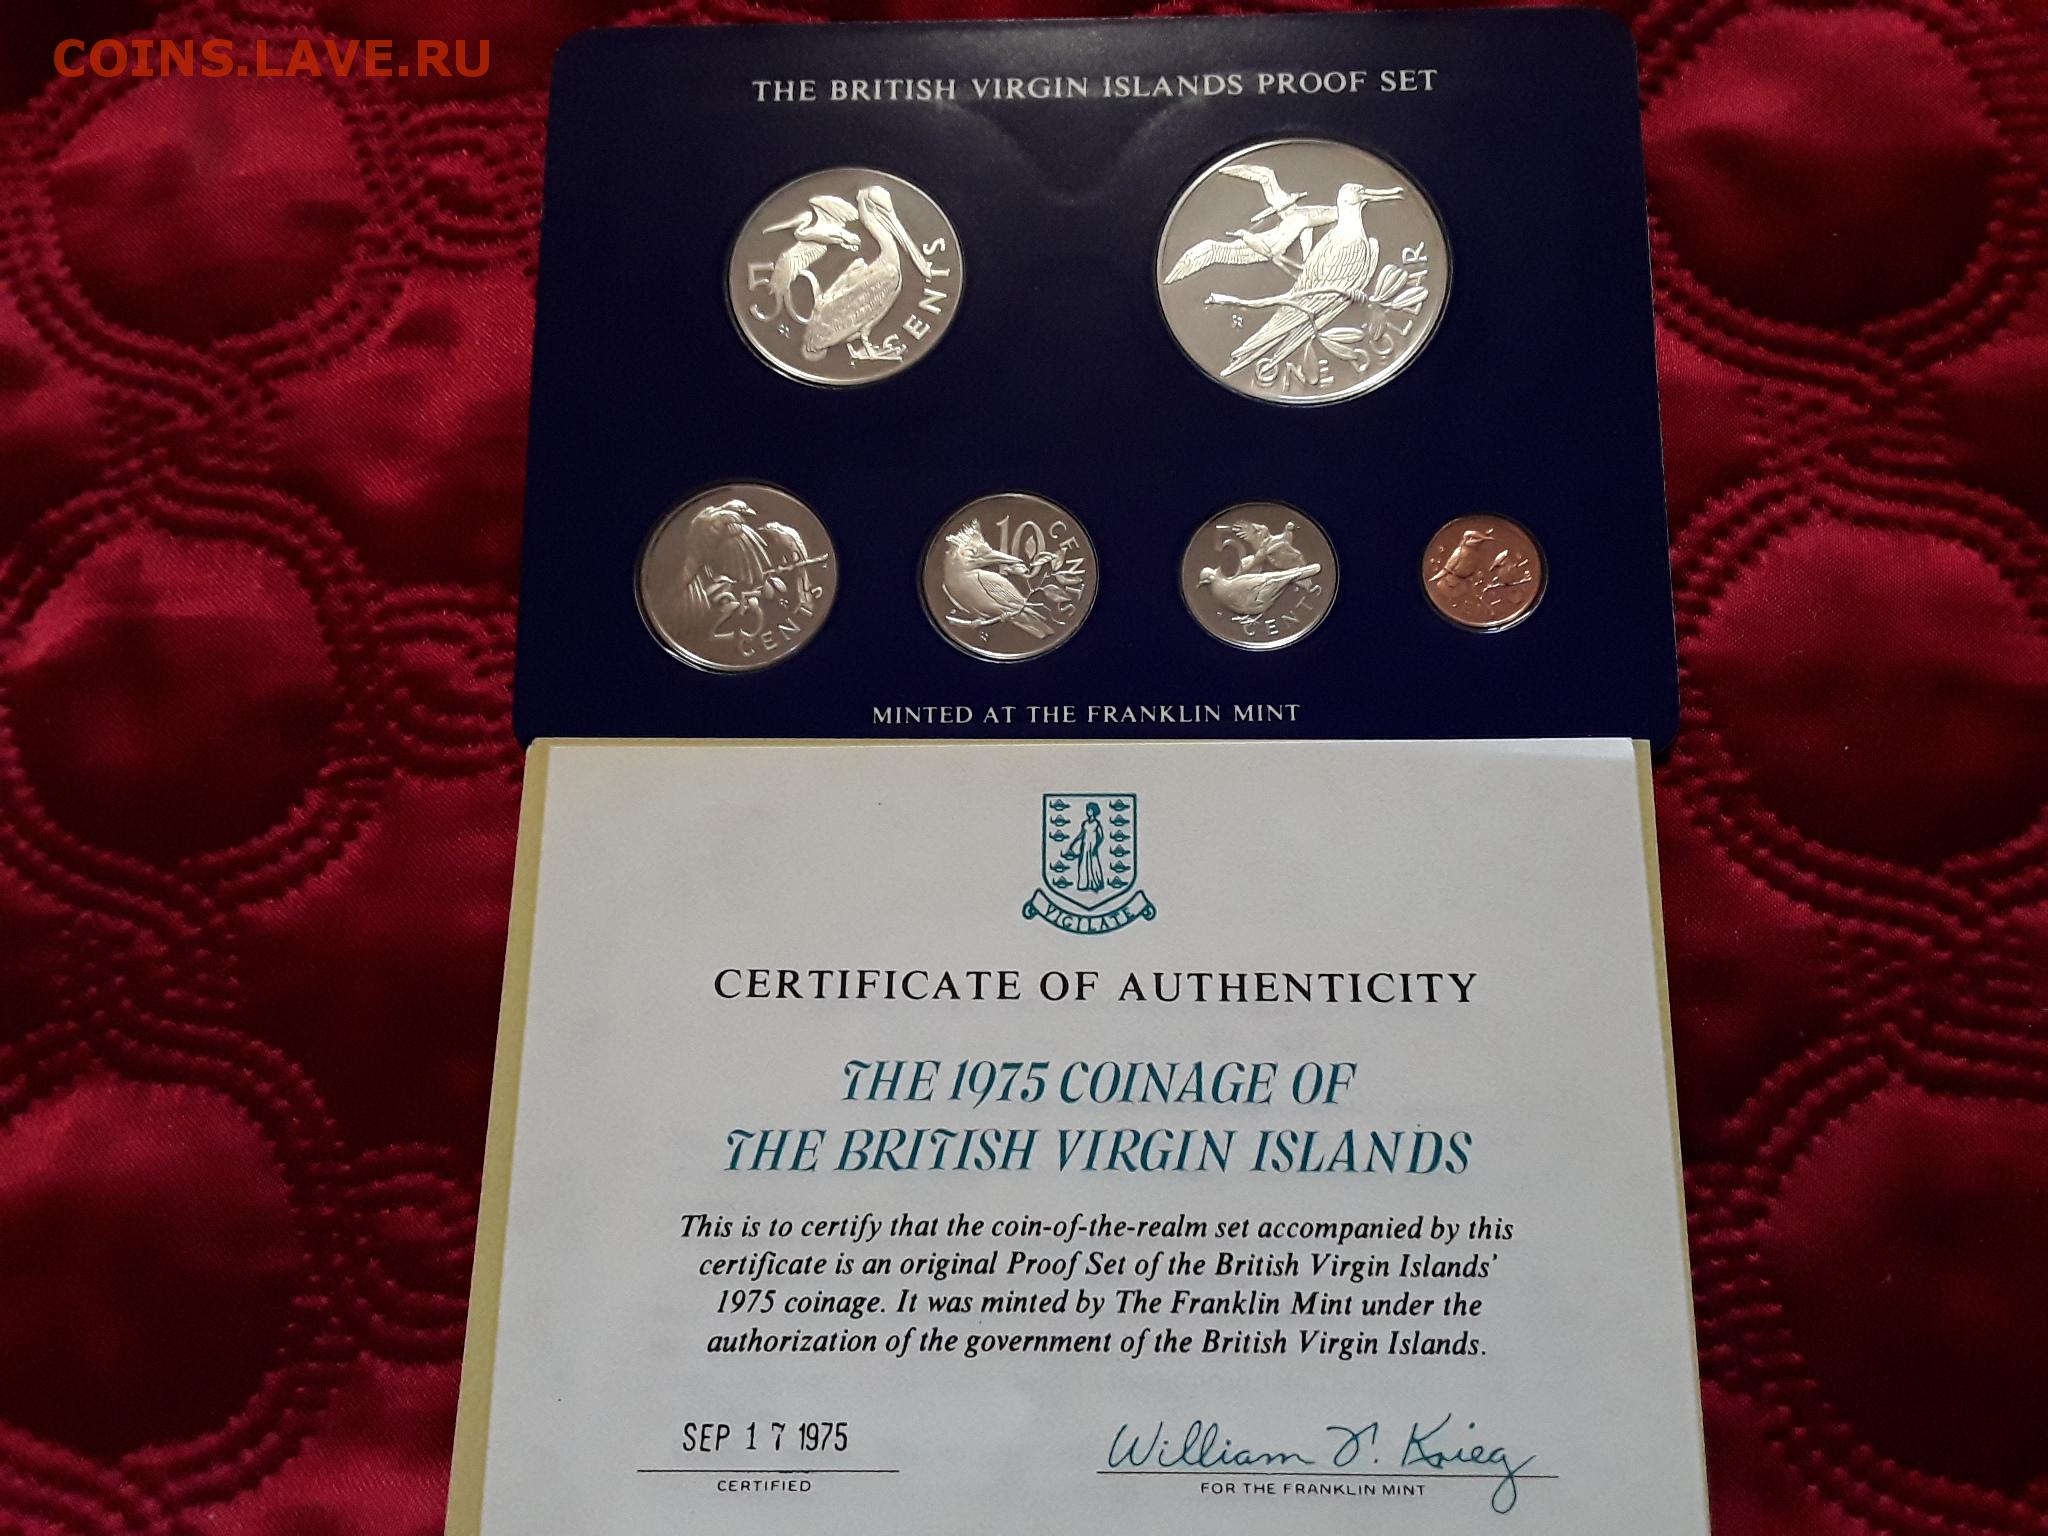 COINS.LAVE.RU
THE BRITISH VIRGIN ISLANDS PROOF SET
50 CENTS
ONE DOLLAR
25 CENTS
10 CENTS
5 CENTS
MINTED AT THE FRANKLIN MINT
VIGILATE
CERTIFICATE OF AUTHENTICITY
THE 1975 COINAGE OF
THE BRITISH VIRGIN ISLANDS
This is to certify that the coin-of-the-realm set accompanied by this
certificate is an original Proof Set of the British Virgin Islands'
1975 coinage. It was minted by The Franklin Mint under the
authorization of the government of the British Virgin Islands.
SEP 17 1975
CERTIFIED
William T. Krieg
FOR THE FRANKLIN MINT